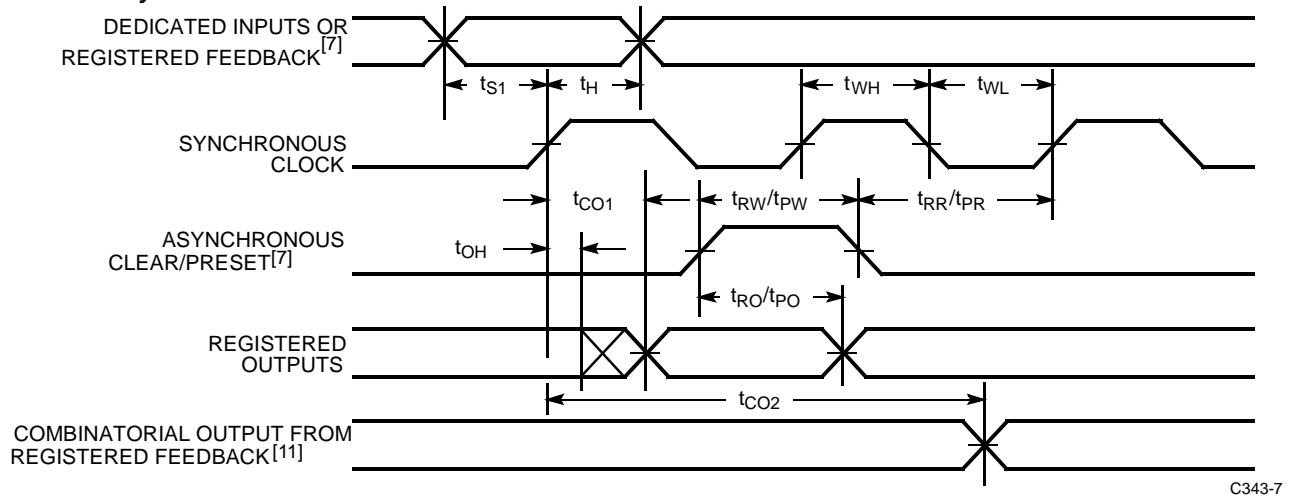 DEDICATED INPUTS OR
REGISTERED FEEDBACK[7]
tS1
tH
tWH
tWL
SYNCHRONOUS
CLOCK
tCO1
tRW/tPW
tRR/tPR
ASYNCHRONOUS
CLEAR/PRESET[7]
tOH
tRO/tPO
REGISTERED
OUTPUTS
tCO2
COMBINATORIAL OUTPUT FROM
REGISTERED FEEDBACK[11]
C343-7